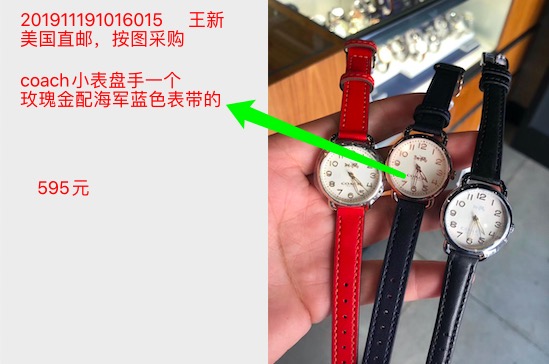 201911191016015 王新
美国直邮，按图采购
coach小表盘手一个
玫瑰金配海军蓝色表带的
595元
COACH